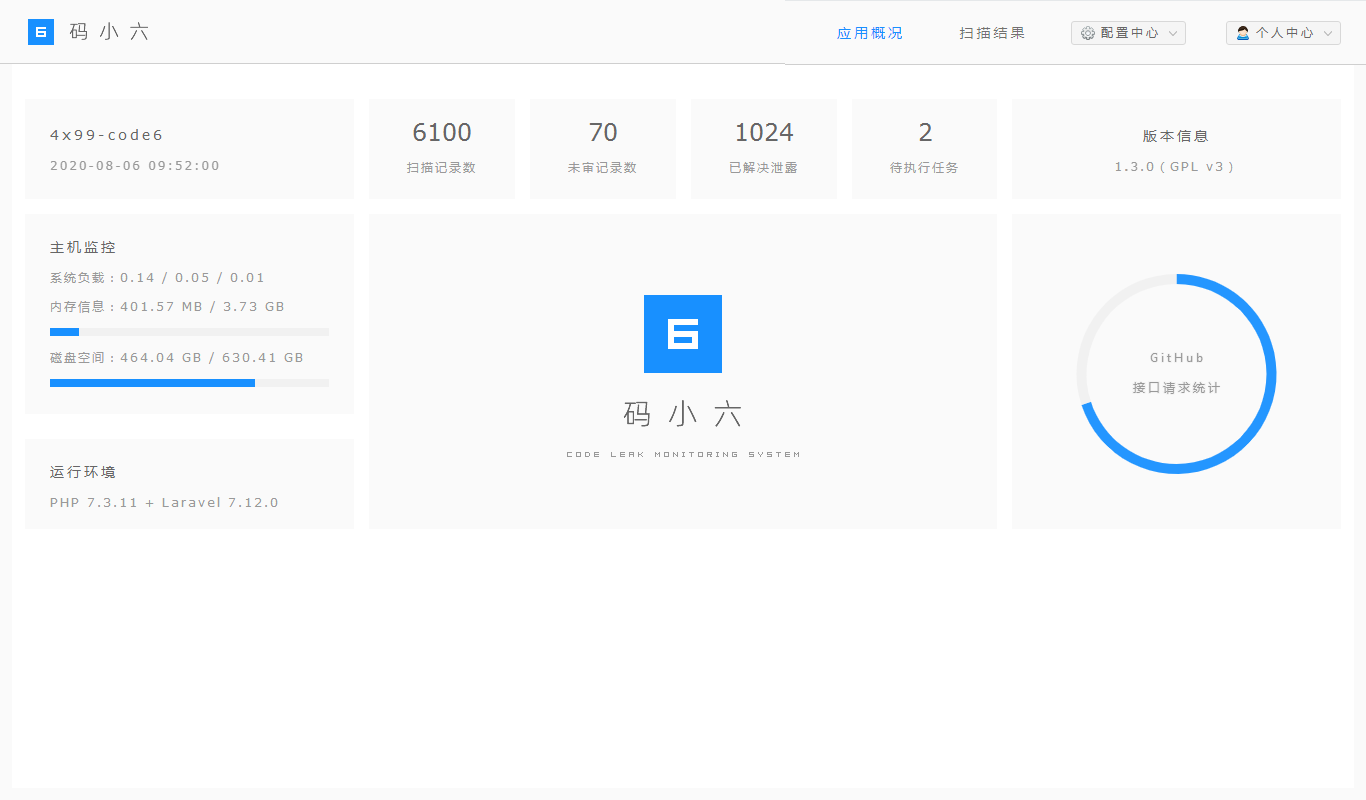 6 码小六
应用概况
扫描结果
配置中心
个人中心
4x99-code6
2020-08-06 09:52:00
6100
扫描记录数
70
未审记录数
1024
已解决泄露
2
待执行任务
版本信息
1.3.0 ( GPL v3 )
主机监控
系统负载 : 0.14 / 0.05 / 0.01
内存信息 : 401.57 MB / 3.73 GB
磁盘空间 : 464.04 GB / 630.41 GB
运行环境
PHP 7.3.11 + Laravel 7.12.0
6
码小六
CODE LEAK MONITORING SYSTEM
GitHub
接口请求统计